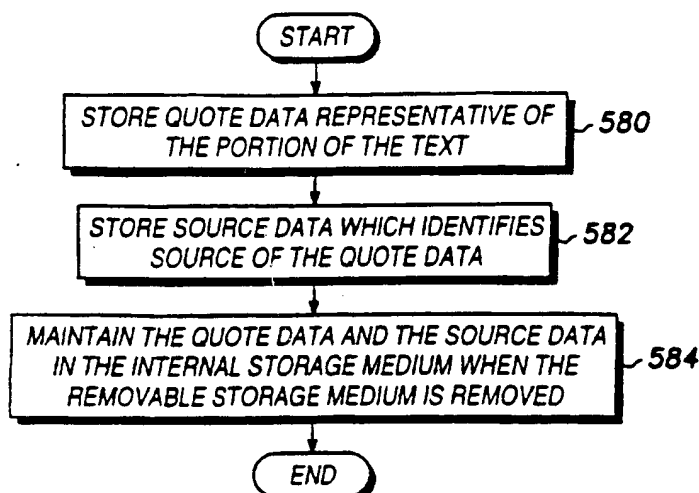 START
STORE QUOTE DATA REPRESENTATIVE OF
THE PORTION OF THE TEXT
580
STORE SOURCE DATA WHICH IDENTIFIES
SOURCE OF THE QUOTE DATA
582
MAINTAIN THE QUOTE DATA AND THE SOURCE DATA
IN THE INTERNAL STORAGE MEDIUM WHEN THE
REMOVABLE STORAGE MEDIUM IS REMOVED
584
END